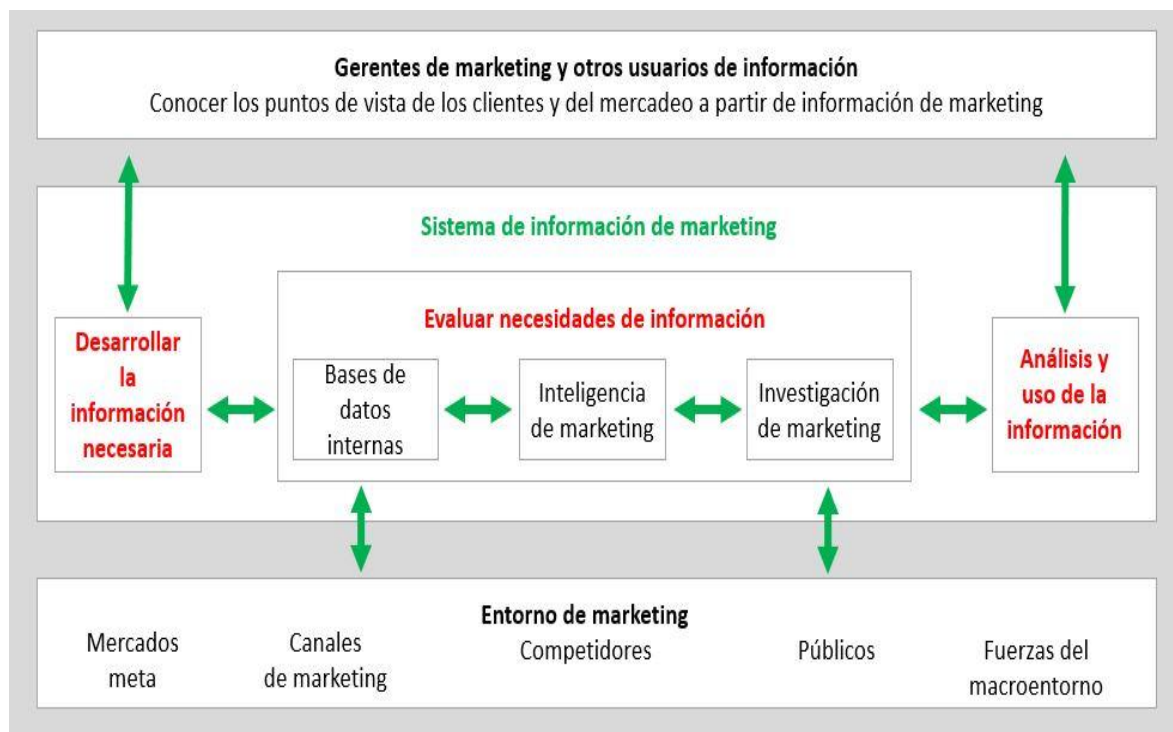 Gerentes de marketing y otros usuarios de información
Conocer los puntos de vista de los clientes y del mercadeo a partir de información de marketing
Sistema de información de marketing
Desarrollar
la
información
necesaria
Evaluar necesidades de información
Bases de
datos
internas
Inteligencia
de marketing
Investigación
de marketing
Análisis y
uso de la
información
Entorno de marketing
Mercados
meta
Canales
de marketing
Competidores
Públicos
Fuerzas del
macroentorno